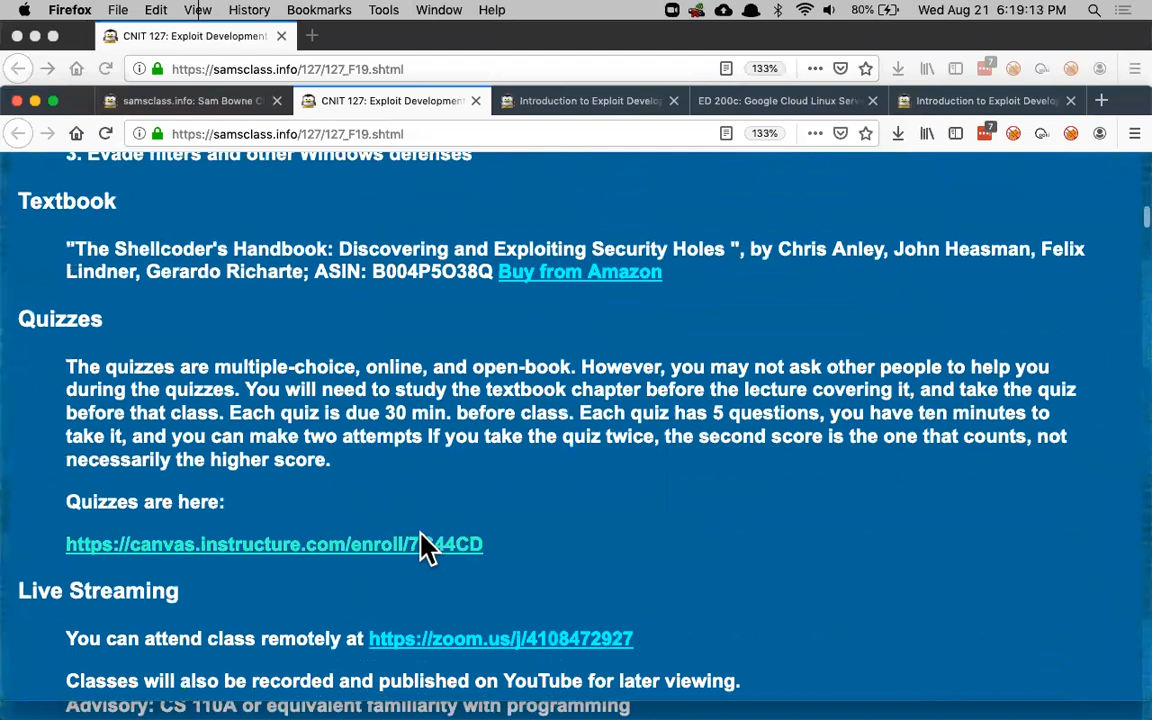 Firefox File Edit View History Bookmarks Tools Window Help 80% Wed Aug 21 6:19:13 PM
CNIT 127: Exploit Development
https://samsclass.info/127/127_F19.shtml 133%
samsclass.info: Sam Bowne C CNIT 127: Exploit Development Introduction to Exploit Develo ED 200c: Google Cloud Linux Serv Introduction to Exploit Develo
https://samsclass.info/127/127_F19.shtml 133% 7
3. Evade filters and other Windows defenses
Textbook
"The Shellcoder's Handbook: Discovering and Exploiting Security Holes ", by Chris Anley, John Heasman, Felix
Lindner, Gerardo Richarte; ASIN: B004P5O38Q Buy from Amazon
Quizzes
The quizzes are multiple-choice, online, and open-book. However, you may not ask other people to help you
during the quizzes. You will need to study the textbook chapter before the lecture covering it, and take the quiz
before that class. Each quiz is due 30 min. before class. Each quiz has 5 questions, you have ten minutes to
take it, and you can make two attempts If you take the quiz twice, the second score is the one that counts, not
necessarily the higher score.
Quizzes are here:
Live Streaming
You can attend class remotely at https://zoom.us/j/4108472927
Classes will also be recorded and published on YouTube for later viewing.
Advisory: CS 110A or equivalent familiarity with programming